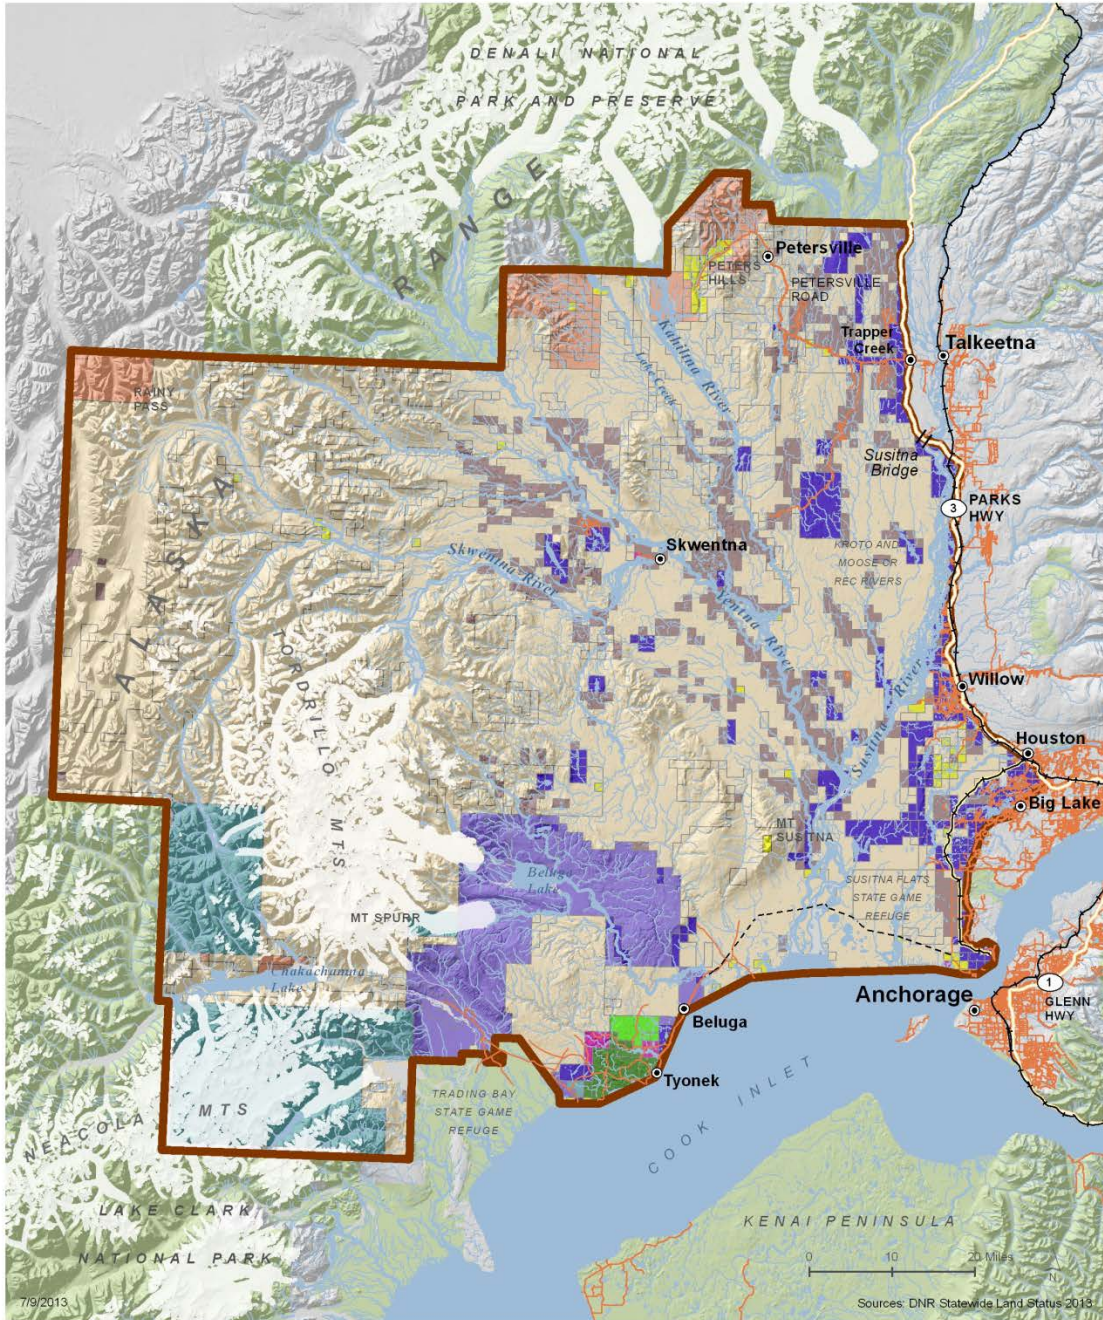 DENALI NATIONAL
PARK AND PRESERVE
RANGE
Petersville
PETERS
HILLS
PETERSVILLE
ROAD
Kahiltna River
Lake Creek
Trapper
Creek
Talkeetna
RAINY
PASS
ALASKA
Susitna
Bridge
3
PARKS
HWY
Skwentna
Skwentna River
KROTO AND
MOOSE CR
REC RIVERS
Yentna River
TORDRILLO MTS
Susitna River
Willow
Houston
Big Lake
MT
SUSITNA
Beluga
Lake
SUSITNA FLATS
STATE GAME
REFUGE
MT SPURR
Chakachamna
Lake
Anchorage
1
GLENN
HWY
Beluga
Tyonek
TRADING BAY
STATE GAME
REFUGE
NEACOLA MTS
COOK INLET
LAKE CLARK
NATIONAL PARK
KENAI PENINSULA
0 10 20 Miles
N
7/9/2013
Sources: DNR Statewide Land Status 2013